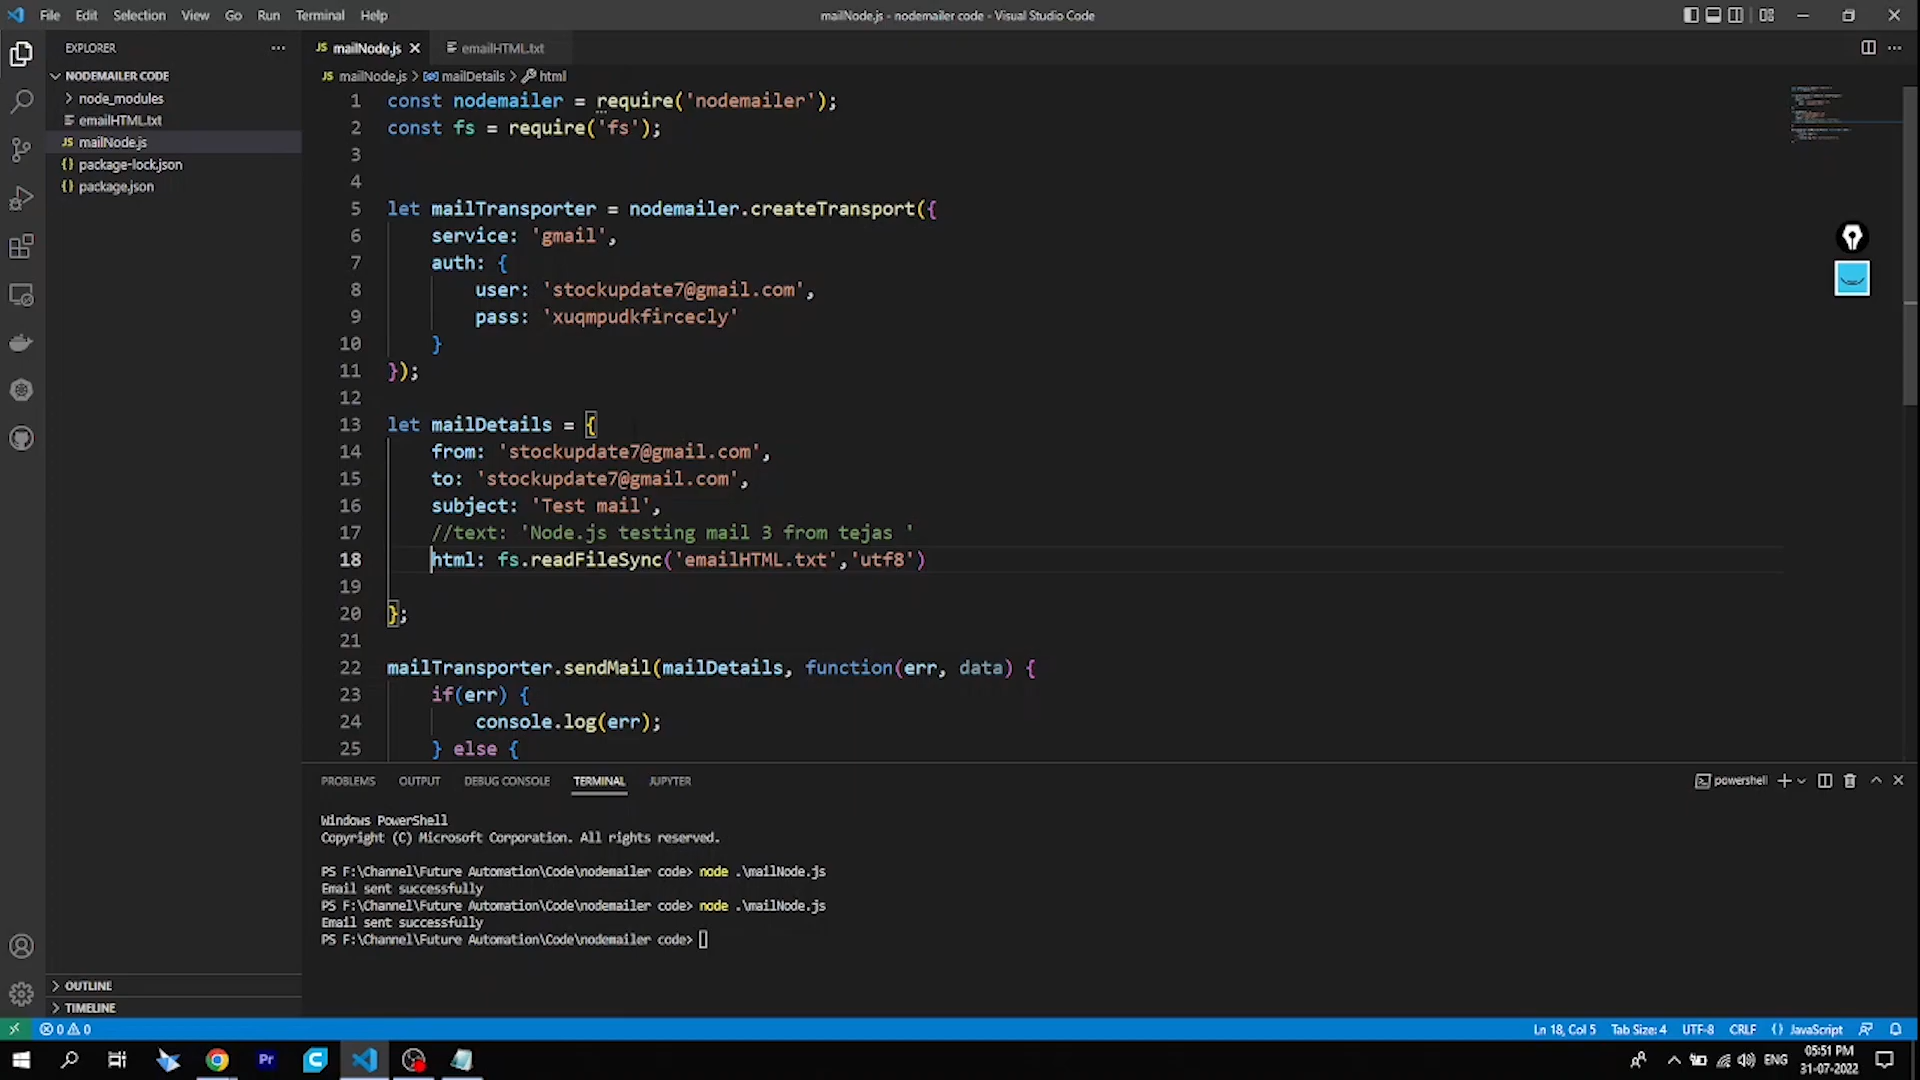 File Edit Selection View Go Run Terminal Help
mailNode.js - nodemailer code - Visual Studio Code
EXPLORER
NODEMAILER CODE
node_modules
emailHTML.txt
JS mailNode.js
{} package-lock.json
{} package.json
OUTLINE
TIMELINE
JS mailNode.js
emailHTML.txt
JS mailNode.js > mailDetails > html
1 const nodemailer = require('nodemailer');
2 const fs = require('fs');
3
4
5 let mailTransporter = nodemailer.createTransport({
6 service: 'gmail',
7 auth: {
8 user: 'stockupdate7@gmail.com',
9 pass: 'xuqmpudkfircecly'
10 }
11 });
12
13 let mailDetails = {
14 from: 'stockupdate7@gmail.com',
15 to: 'stockupdate7@gmail.com',
16 subject: 'Test mail',
17 //text: 'Node.js testing mail 3 from tejas '
18 html: fs.readFileSync('emailHTML.txt','utf8')
19
20 };
21
22 mailTransporter.sendMail(mailDetails, function(err, data) {
23 if(err) {
24 console.log(err);
25 } else {
PROBLEMS OUTPUT DEBUG CONSOLE TERMINAL JUPYTER
powershell
Windows PowerShell
Copyright (C) Microsoft Corporation. All rights reserved.
PS F:\Channel\Future Automation\Code\nodemailer code> node .\mailNode.js
Email sent successfully
PS F:\Channel\Future Automation\Code\nodemailer code> node .\mailNode.js
Email sent successfully
PS F:\Channel\Future Automation\Code\nodemailer code>
0 0
Ln 18, Col 5 Tab Size: 4 UTF-8 CRLF {} JavaScript
Pr
ENG
05:51 PM
31-07-2022